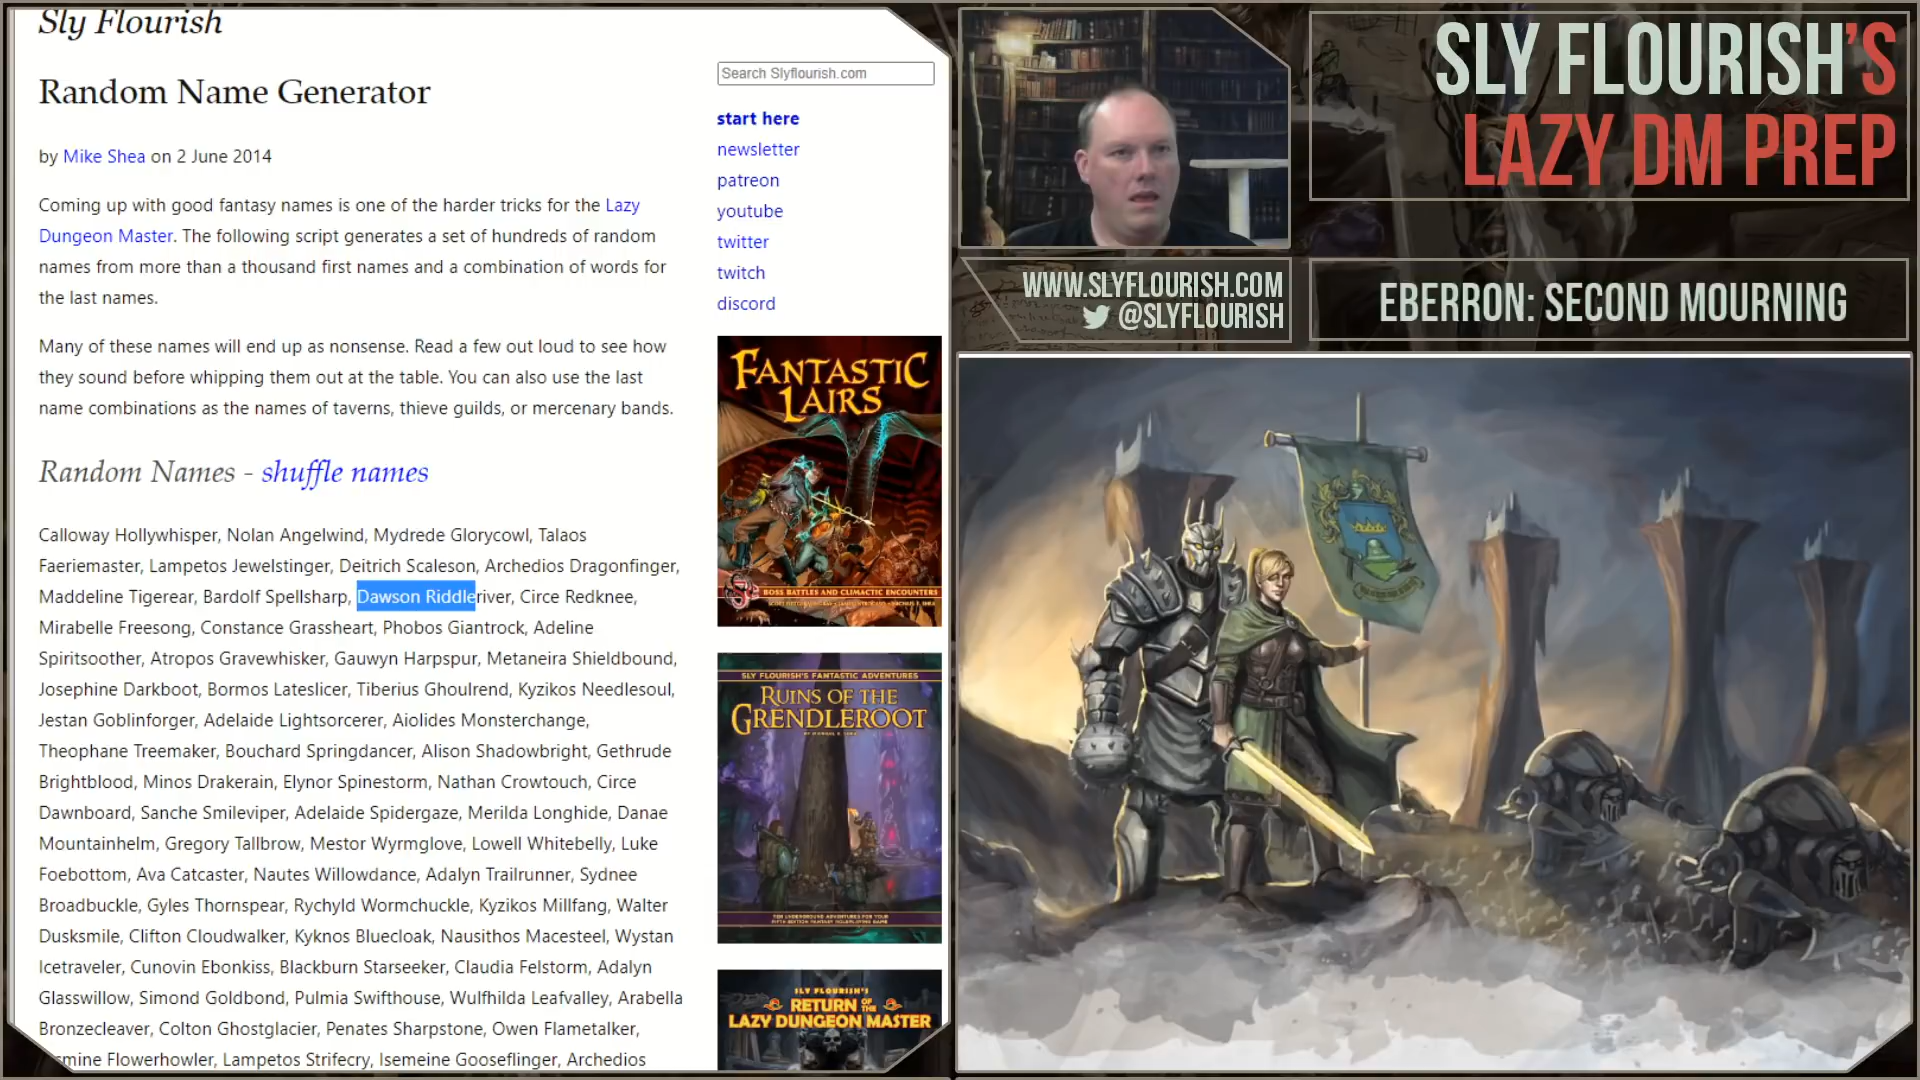 Sly Flourish
Random Name Generator
by Mike Shea on 2 June 2014
Coming up with good fantasy names is one of the harder tricks for the Lazy
Dungeon Master. The following script generates a set of hundreds of random
names from more than a thousand first names and a combination of words for
the last names.
Many of these names will end up as nonsense. Read a few out loud to see how
they sound before whipping them out at the table. You can also use the last
name combinations as the names of taverns, thieve guilds, or mercenary bands.
Random Names - shuffle names
Calloway Hollywhisper, Nolan Angelwind, Mydrede Glorycowl, Talaos
Faeriemaster, Lampetos Jewelstinger, Deitrich Scaleson, Archedios Dragonfinger,
Maddeline Tigerear, Bardolf Spellsharp, Dawson Riddleriver, Circe Redknee,
Mirabelle Freesong, Constance Grassheart, Phobos Giantrock, Adeline
Spiritsoother, Atropos Gravewhisker, Gauwyn Harpspur, Metaneira Shieldbound,
Josephine Darkboot, Bormos Lateslicer, Tiberius Ghoulrend, Kyzikos Needlesoul,
Jestan Goblinforger, Adelaide Lightsorcerer, Aiolides Monsterchange,
Theophane Treemaker, Bouchard Springdancer, Alison Shadowbright, Gethrude
Brightblood, Minos Drakerain, Elynor Spinestorm, Nathan Crowtouch, Circe
Dawnboard, Sanche Smileviper, Adelaide Spidergaze, Merilda Longhide, Danae
Mountainhelm, Gregory Tallbrow, Mestor Wyrmglove, Lowell Whitebelly, Luke
Foebottom, Ava Catcaster, Nautes Willowdance, Adalyn Trailrunner, Sydnee
Broadbuckle, Gyles Thornspear, Rychyld Wormchuckle, Kyzikos Millfang, Walter
Dusksmile, Clifton Cloudwalker, Kyknos Bluecloak, Nausithos Macesteel, Wystan
Icetraveler, Cunovin Ebonkiss, Blackburn Starseeker, Claudia Felstorm, Adalyn
Glasswillow, Simond Goldbond, Pulmia Swifthouse, Wulfhilda Leafvalley, Arabella
Bronzecleaver, Colton Ghostglacier, Penates Sharpstone, Owen Flametalker,
smine Flowerhowler, Lampetos Strifecry, Isemeine Gooseflinger, Archedios
Search Slyflourish.com
start here
newsletter
patreon
youtube
twitter
twitch
discord
FANTASTIC
LAIRS
BOSS BATTLES AND CLIMACTIC ENCOUNTERS
SLY FLOURISH'S FANTASTIC ADVENTURES
RUINS OF THE
GRENDLEROOT
SLY FLOURISH'S
RETURN OF THE
LAZY DUNGEON MASTER
WWW.SLYFLOURISH.COM
@SLYFLOURISH
SLY FLOURISH'S
LAZY DM PREP
EBERRON: SECOND MOURNING